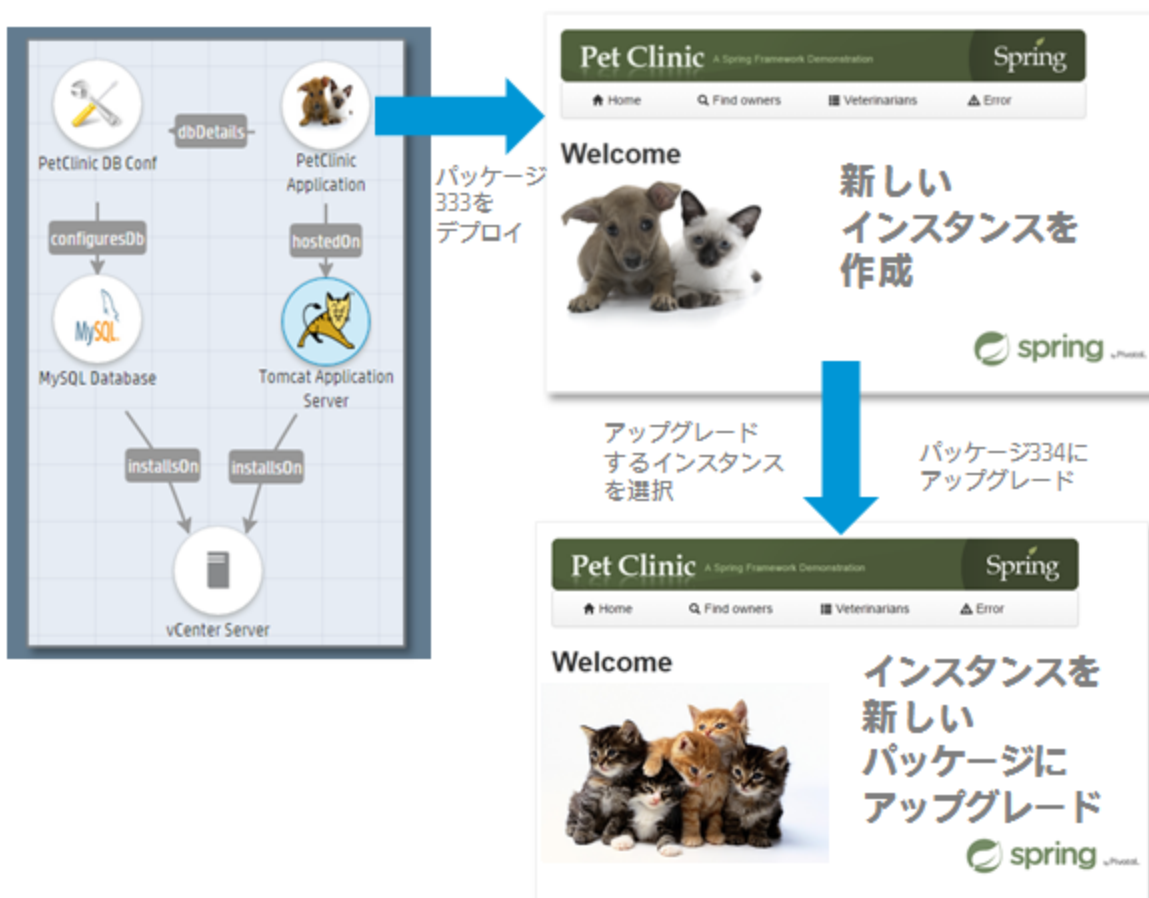 dbDetails
PetClinic DB Conf
PetClinic
Application
configuresDb
hostedOn
MySQL
MySQL Database
Tomcat Application
Server
installsOn
installsOn
vCenter Server
パッケージ
333を
デプロイ
Pet Clinic A Spring Framework Demonstration
Spring
Home
Find owners
Veterinarians
Error
Welcome
新しい
インスタンスを
作成
spring by Pivotal.
アップグレード
するインスタンス
を選択
パッケージ334に
アップグレード
Pet Clinic A Spring Framework Demonstration
Spring
Home
Find owners
Veterinarians
Error
Welcome
インスタンスを
新しい
パッケージに
アップグレード
spring by Pivotal.